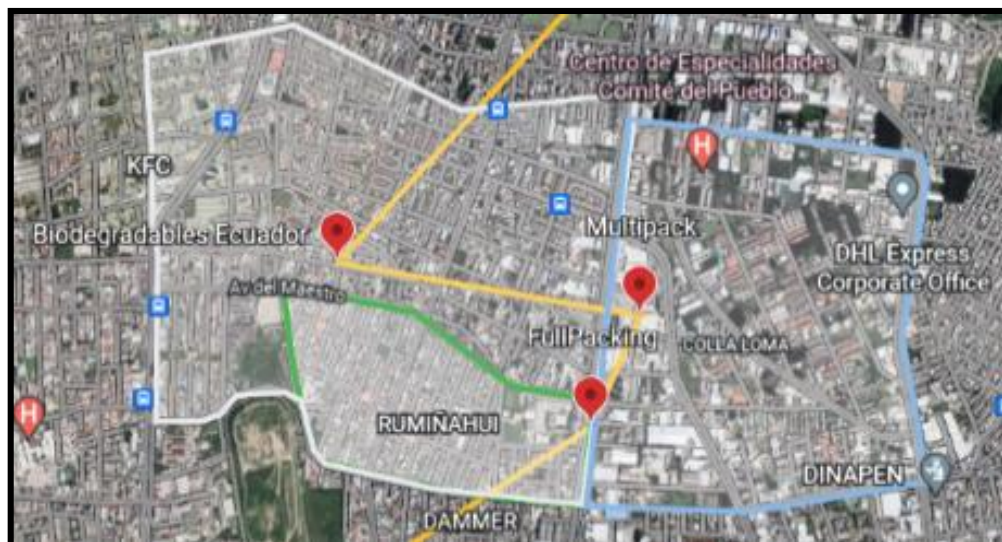 Centro de Especialidades
Comité del Pueblo
KFC
Biodegradables Ecuador
Multipack
DHL Express
Corporate Office
Av del Maestro
FullPacking
COLLA LOMA
RUMIÑAHUI
DINAPEN
DAMMER
H
H